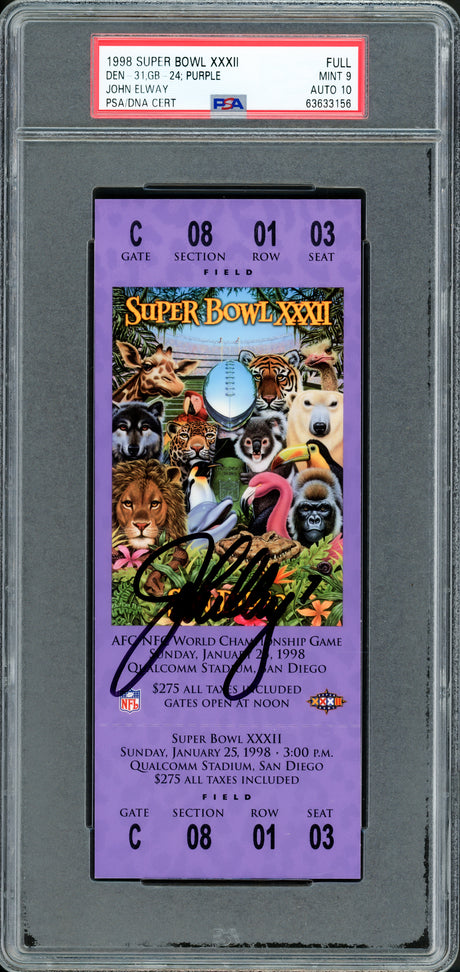 1998 SUPER BOWL XXXII FULL
DEN - 31,GB - 24; PURPLE MINT 9
JOHN ELWAY AUTO 10
PSA/DNA CERT PSA 63633156
C 08 01 03
GATE SECTION ROW SEAT
FIELD
SUPER BOWL XXXII
AFC-NFC WORLD CHAMPIONSHIP GAME
SUNDAY, JANUARY 25, 1998
QUALCOMM STADIUM, SAN DIEGO
$275 ALL TAXES INCLUDED
GATES OPEN AT NOON
NFL
XXXII
SUPER BOWL XXXII
SUNDAY, JANUARY 25, 1998 · 3:00 P.M.
QUALCOMM STADIUM, SAN DIEGO
$275 ALL TAXES INCLUDED
FIELD
GATE SECTION ROW SEAT
C 08 01 03
PSA